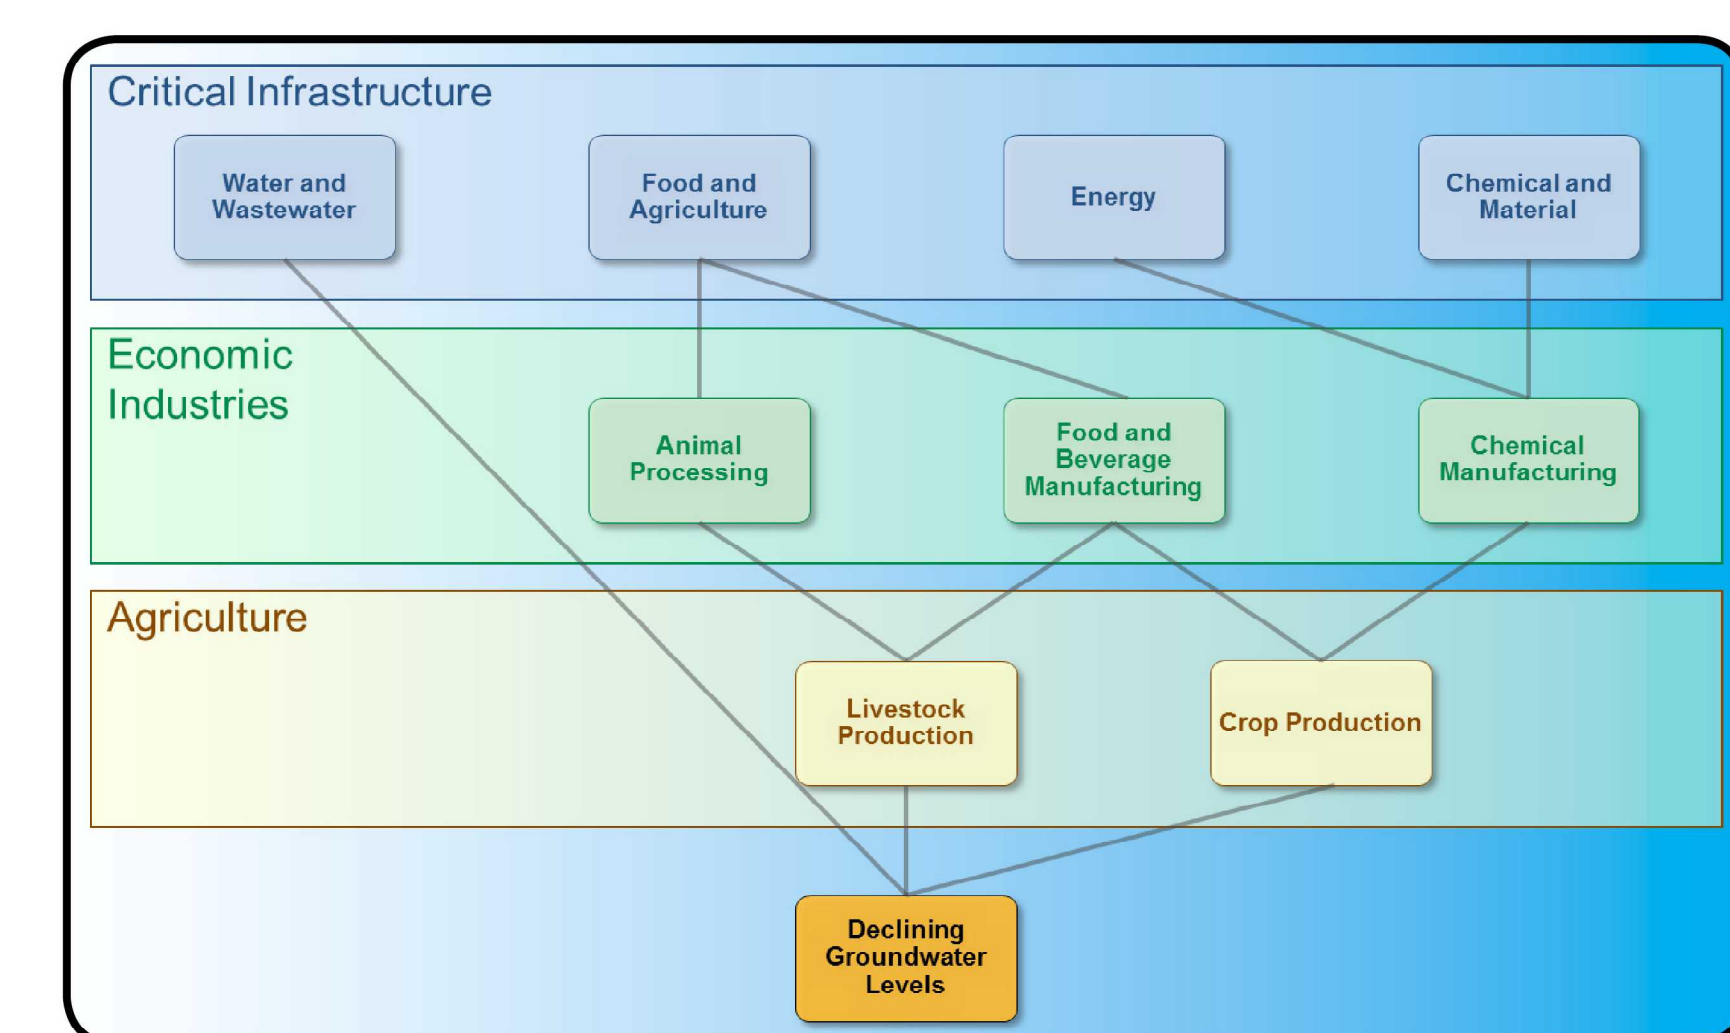 Critical Infrastructure
Water and
Wastewater
Food and
Agriculture
Energy
Chemical and
Material
Economic
Industries
Animal
Processing
Food and
Beverage
Manufacturing
Chemical
Manufacturing
Agriculture
Livestock
Production
Crop Production
Declining
Groundwater
Levels